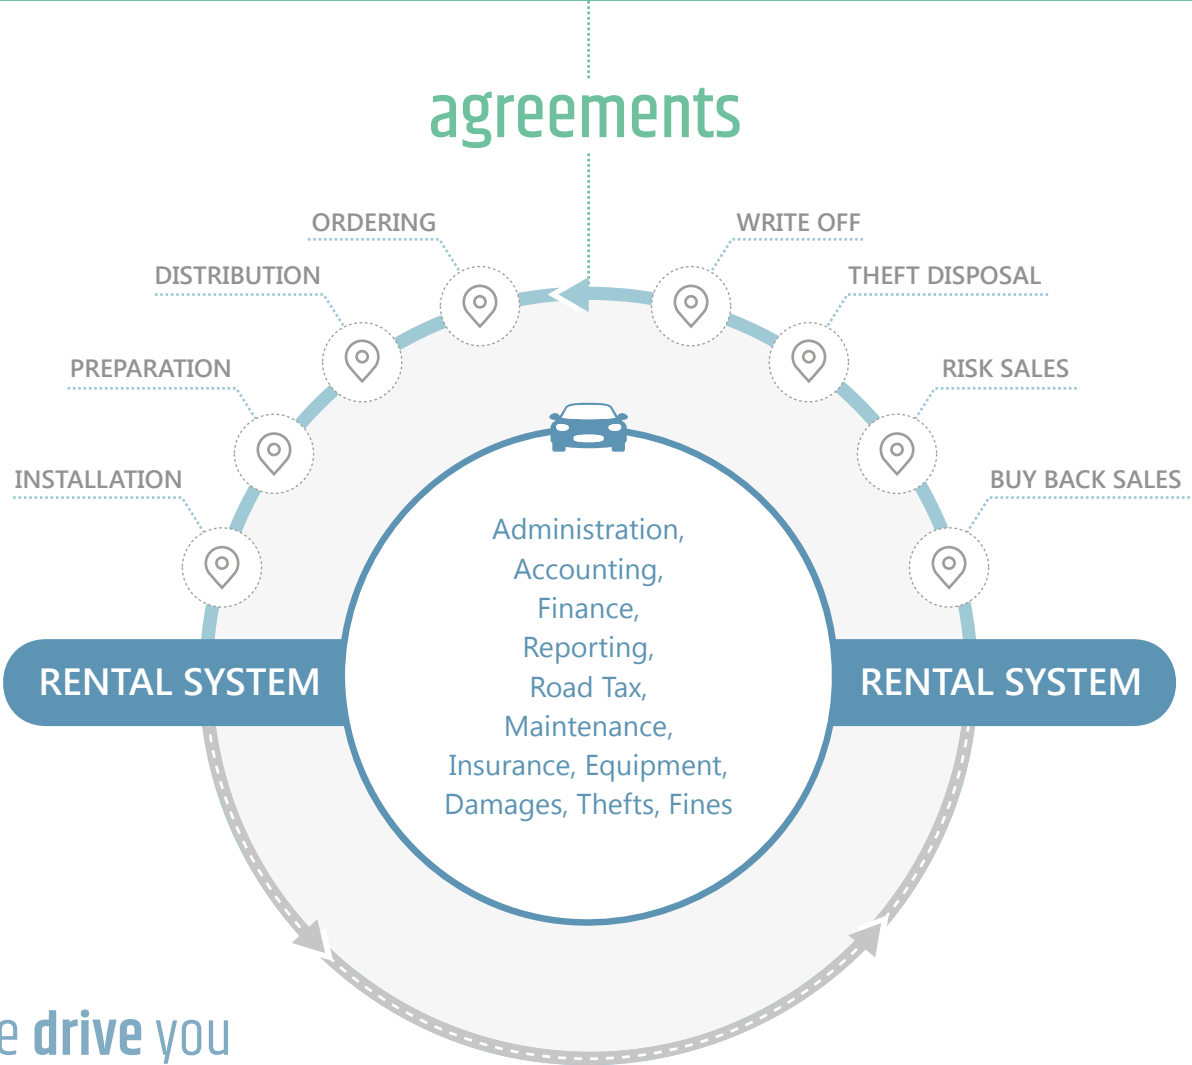 agreements
ORDERING
WRITE OFF
DISTRIBUTION
THEFT DISPOSAL
PREPARATION
RISK SALES
INSTALLATION
BUY BACK SALES
Administration,
Accounting,
Finance,
Reporting,
Road Tax,
Maintenance,
Insurance, Equipment,
Damages, Thefts, Fines
RENTAL SYSTEM
RENTAL SYSTEM
e drive you